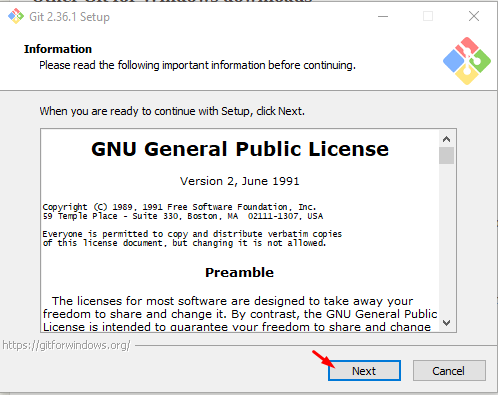 Git 2.36.1 Setup
Information
Please read the following important information before continuing.
When you are ready to continue with Setup, click Next.
GNU General Public License
Version 2, June 1991
Copyright (C) 1989, 1991 Free Software Foundation, Inc.
59 Temple Place - Suite 330, Boston, MA  02111-1307, USA
Everyone is permitted to copy and distribute verbatim copies
of this license document, but changing it is not allowed.
Preamble
The licenses for most software are designed to take away your
freedom to share and change it. By contrast, the GNU General Public
License is intended to guarantee your freedom to share and change
https://gitforwindows.org/
Next
Cancel